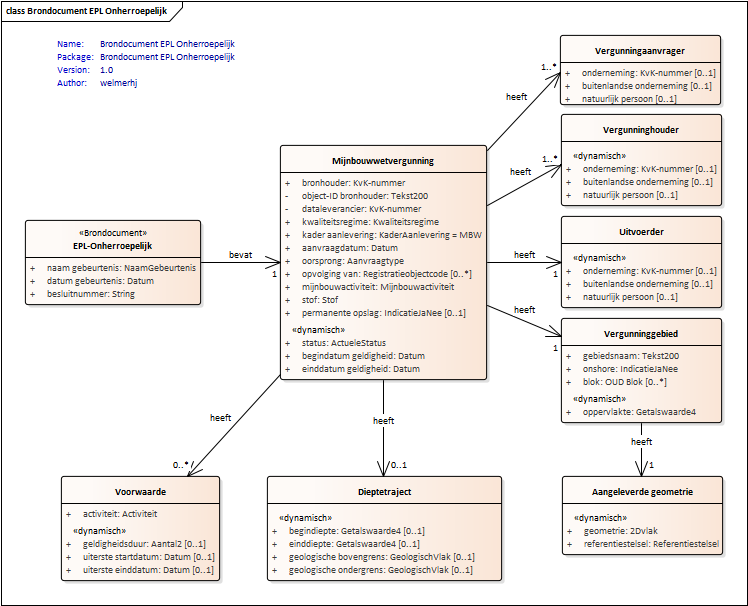 class Brondocument EPL Onherroepelijk
Name: Brondocument EPL Onherroepelijk
Package: Brondocument EPL Onherroepelijk
Version: 1.0
Author: welmerhj
Vergunningaanvrager
+ onderneming: KvK-nummer [0..1]
+ buitenlandse onderneming [0..1]
+ natuurlijk persoon [0..1]
1..*
heeft
Vergunninghouder
«dynamisch»
+ onderneming: KvK-nummer [0..1]
+ buitenlandse onderneming [0..1]
+ natuurlijk persoon [0..1]
1..*
heeft
Mijnbouwwetvergunning
+ bronhouder: KvK-nummer
- object-ID bronhouder: Tekst200
- dataleverancier: KvK-nummer
+ kwaliteitsregime: Kwaliteitsregime
+ kader aanlevering: KaderAanlevering = MBW
+ aanvraagdatum: Datum
+ oorsprong: Aanvraagtype
+ opvolging van: Registratieobjectcode [0..*]
+ mijnbouwactiviteit: Mijnbouwactiviteit
+ stof: Stof
+ permanente opslag: IndicatieJaNee [0..1]
«dynamisch»
+ status: ActueleStatus
+ begindatum geldigheid: Datum
+ einddatum geldigheid: Datum
«Brondocument»
EPL-Onherroepelijk
+ naam gebeurtenis: NaamGebeurtenis
+ datum gebeurtenis: Datum
+ besluitnummer: String
bevat
1
Uitvoerder
«dynamisch»
+ onderneming: KvK-nummer [0..1]
+ buitenlandse onderneming [0..1]
+ natuurlijk persoon [0..1]
heeft
1
Vergunninggebied
+ gebiedsnaam: Tekst200
+ onshore: IndicatieJaNee
+ blok: OUD Blok [0..*]
«dynamisch»
+ oppervlakte: Getalswaarde4
heeft
1
heeft
0..*
heeft
0..1
heeft
1
Voorwaarde
+ activiteit: Activiteit
«dynamisch»
+ geldigheidsduur: Aantal2 [0..1]
+ uiterste startdatum: Datum [0..1]
+ uiterste einddatum: Datum [0..1]
Dieptetraject
«dynamisch»
+ begindiepte: Getalswaarde4 [0..1]
+ einddiepte: Getalswaarde4 [0..1]
+ geologische bovengrens: GeologischVlak [0..1]
+ geologische ondergrens: GeologischVlak [0..1]
Aangeleverde geometrie
«dynamisch»
+ geometrie: 2Dvlak
+ referentiestelsel: Referentiestelsel